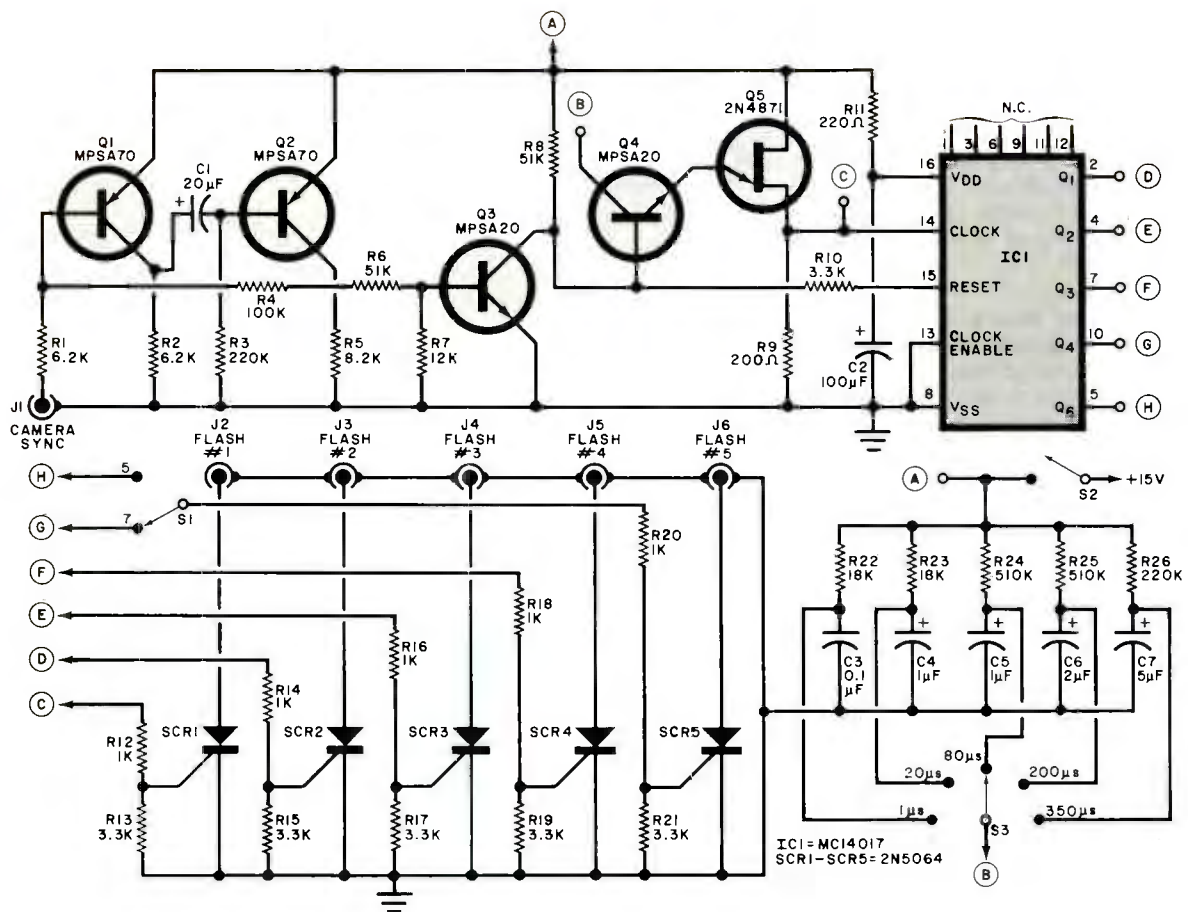 A
Q1
MPSA70
Q2
MPSA70
C1
20µF
+
R8
51K
B
Q4
MPSA20
Q5
2N4871
C
R11
220Ω
N.C.
1 3 6 9 11 12
16 VDD
Q1 2 D
14 CLOCK
Q2 4 E
IC1
15 RESET
Q3 7 F
13 CLOCK
ENABLE
Q4 10 G
8 VSS
Q6 5 H
R6
51K
Q3
MPSA20
R4
100K
R10
3.3K
R1
6.2K
R2
6.2K
R3
220K
R5
8.2K
R7
12K
R9
200Ω
+
C2
100µF
J1
CAMERA
SYNC
J2
FLASH
#1
J3
FLASH
#2
J4
FLASH
#3
J5
FLASH
#4
J6
FLASH
#5
H 5
G 7
S1
F
E
D
C
R20
1K
R18
1K
R16
1K
R14
1K
R12
1K
SCR1
SCR2
SCR3
SCR4
SCR5
R13
3.3K
R15
3.3K
R17
3.3K
R19
3.3K
R21
3.3K
A
S2
+15V
R22
18K
R23
18K
R24
510K
R25
510K
R26
220K
C3
0.1
µF
+
C4
1µF
+
C5
1µF
+
C6
2µF
+
C7
5µF
80µs
20µs
200µs
1µs
350µs
S3
B
IC1=MC14017
SCR1-SCR5=2N5064